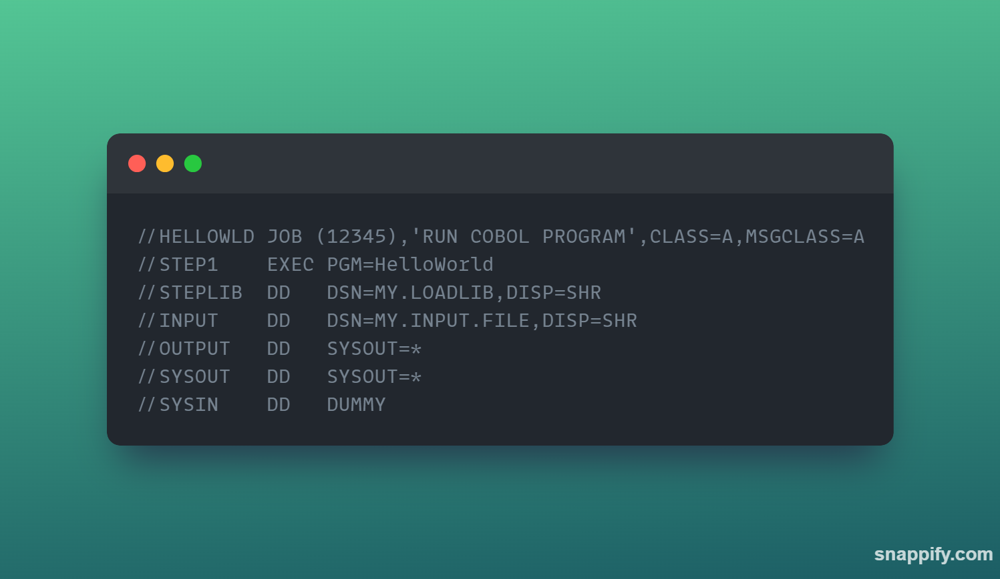 //HELLOWLD JOB (12345),'RUN COBOL PROGRAM',CLASS=A,MSGCLASS=A
//STEP1    EXEC PGM=HelloWorld
//STEPLIB  DD   DSN=MY.LOADLIB,DISP=SHR
//INPUT    DD   DSN=MY.INPUT.FILE,DISP=SHR
//OUTPUT   DD   SYSOUT=*
//SYSOUT   DD   SYSOUT=*
//SYSIN    DD   DUMMY
snappify.com